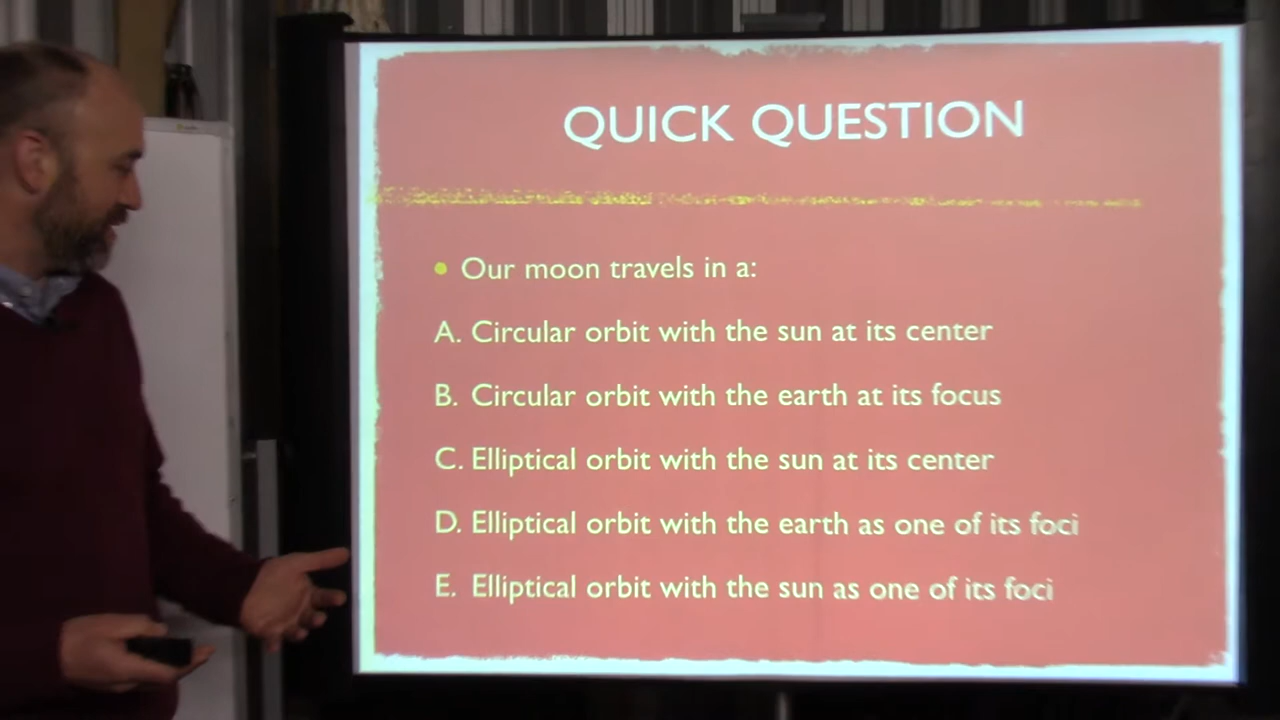 QUICK QUESTION
• Our moon travels in a:
A. Circular orbit with the sun at its center
B. Circular orbit with the earth at its focus
C. Elliptical orbit with the sun at its center
D. Elliptical orbit with the earth as one of its foci
E. Elliptical orbit with the sun as one of its foci